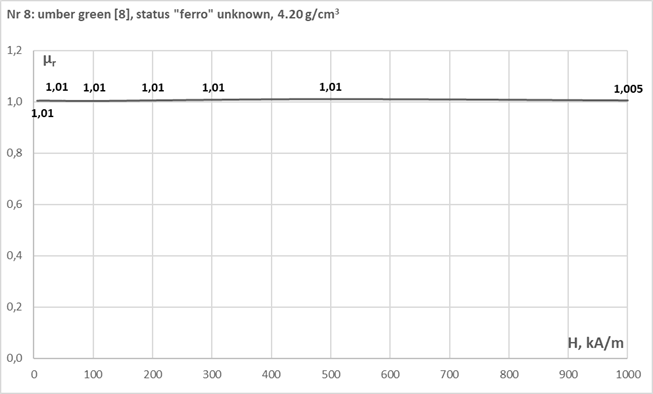 Nr 8: umber green [8], status "ferro" unknown, 4.20 g/cm³
1,2
μr
1,01 1,01 1,01 1,01 1,01 1,005
1,0
1,01
0,8
0,6
0,4
0,2
H, kA/m
0,0
0 100 200 300 400 500 600 700 800 900 1000